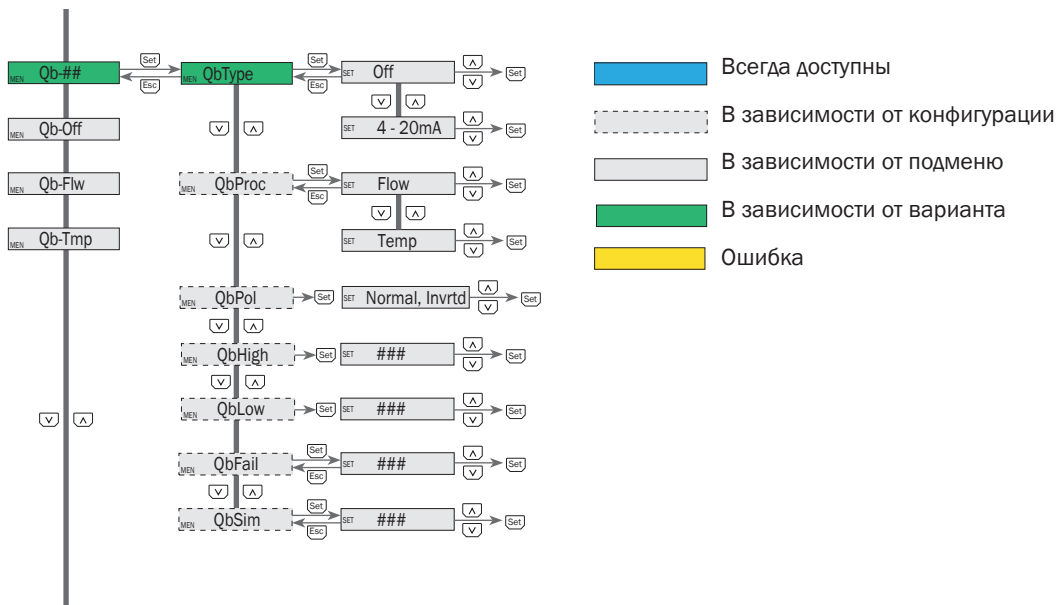 MEN Qb-## Set Esc MEN QbType Set Esc SET Off Set
MEN Qb-Off SET 4 - 20mA Set
MEN Qb-Flw MEN QbProc Set Esc SET Flow Set
MEN Qb-Tmp SET Temp Set
MEN QbPol Set SET Normal, Invrtd Set
MEN QbHigh Set SET ### Set
MEN QbLow Set SET ### Set
MEN QbFail Set Esc SET ### Set
MEN QbSim Set Esc SET ### Set
Всегда доступны
В зависимости от конфигурации
В зависимости от подменю
В зависимости от варианта
Ошибка